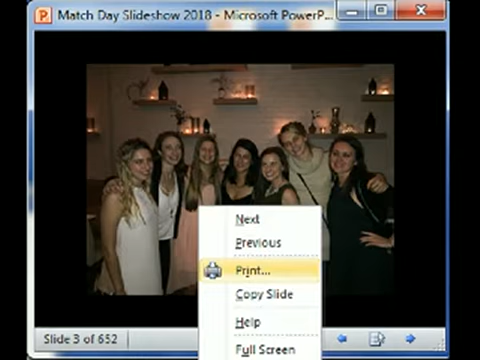 Match Day Slideshow 2018 - Microsoft PowerP...
Next
Previous
Print...
Copy Slide
Help
Full Screen
Slide 3 of 652